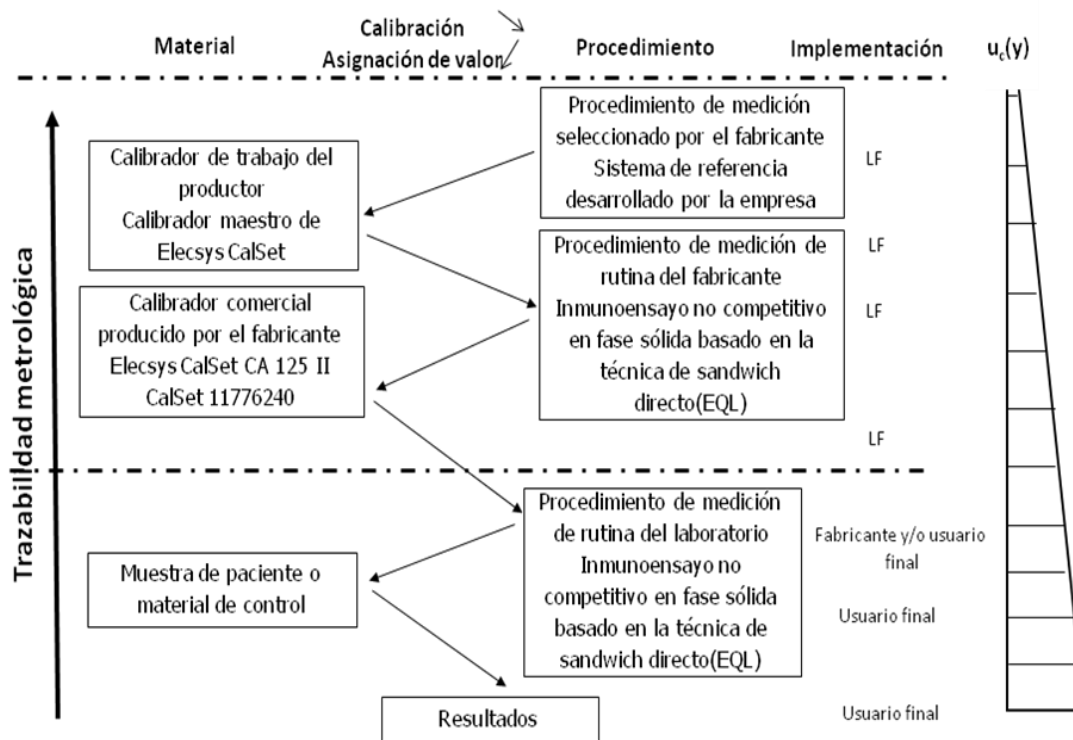 Material
Calibración
Asignación de valor
Procedimiento
Implementación
uc(y)
Trazabilidad metrológica
Procedimiento de medición
seleccionado por el fabricante
Sistema de referencia
desarrollado por la empresa
LF
Calibrador de trabajo del
productor
Calibrador maestro de
Elecsys CalSet
Procedimiento de medición de
rutina del fabricante
Inmunoensayo no competitivo
en fase sólida basado en la
técnica de sandwich
directo(EQL)
LF
LF
Calibrador comercial
producido por el fabricante
Elecsys CalSet CA 125 II
CalSet 11776240
LF
Procedimiento de medición
de rutina del laboratorio
Inmunoensayo no
competitivo en fase sólida
basado en la técnica de
sandwich directo(EQL)
Fabricante y/o usuario
final
Muestra de paciente o
material de control
Usuario final
Resultados
Usuario final